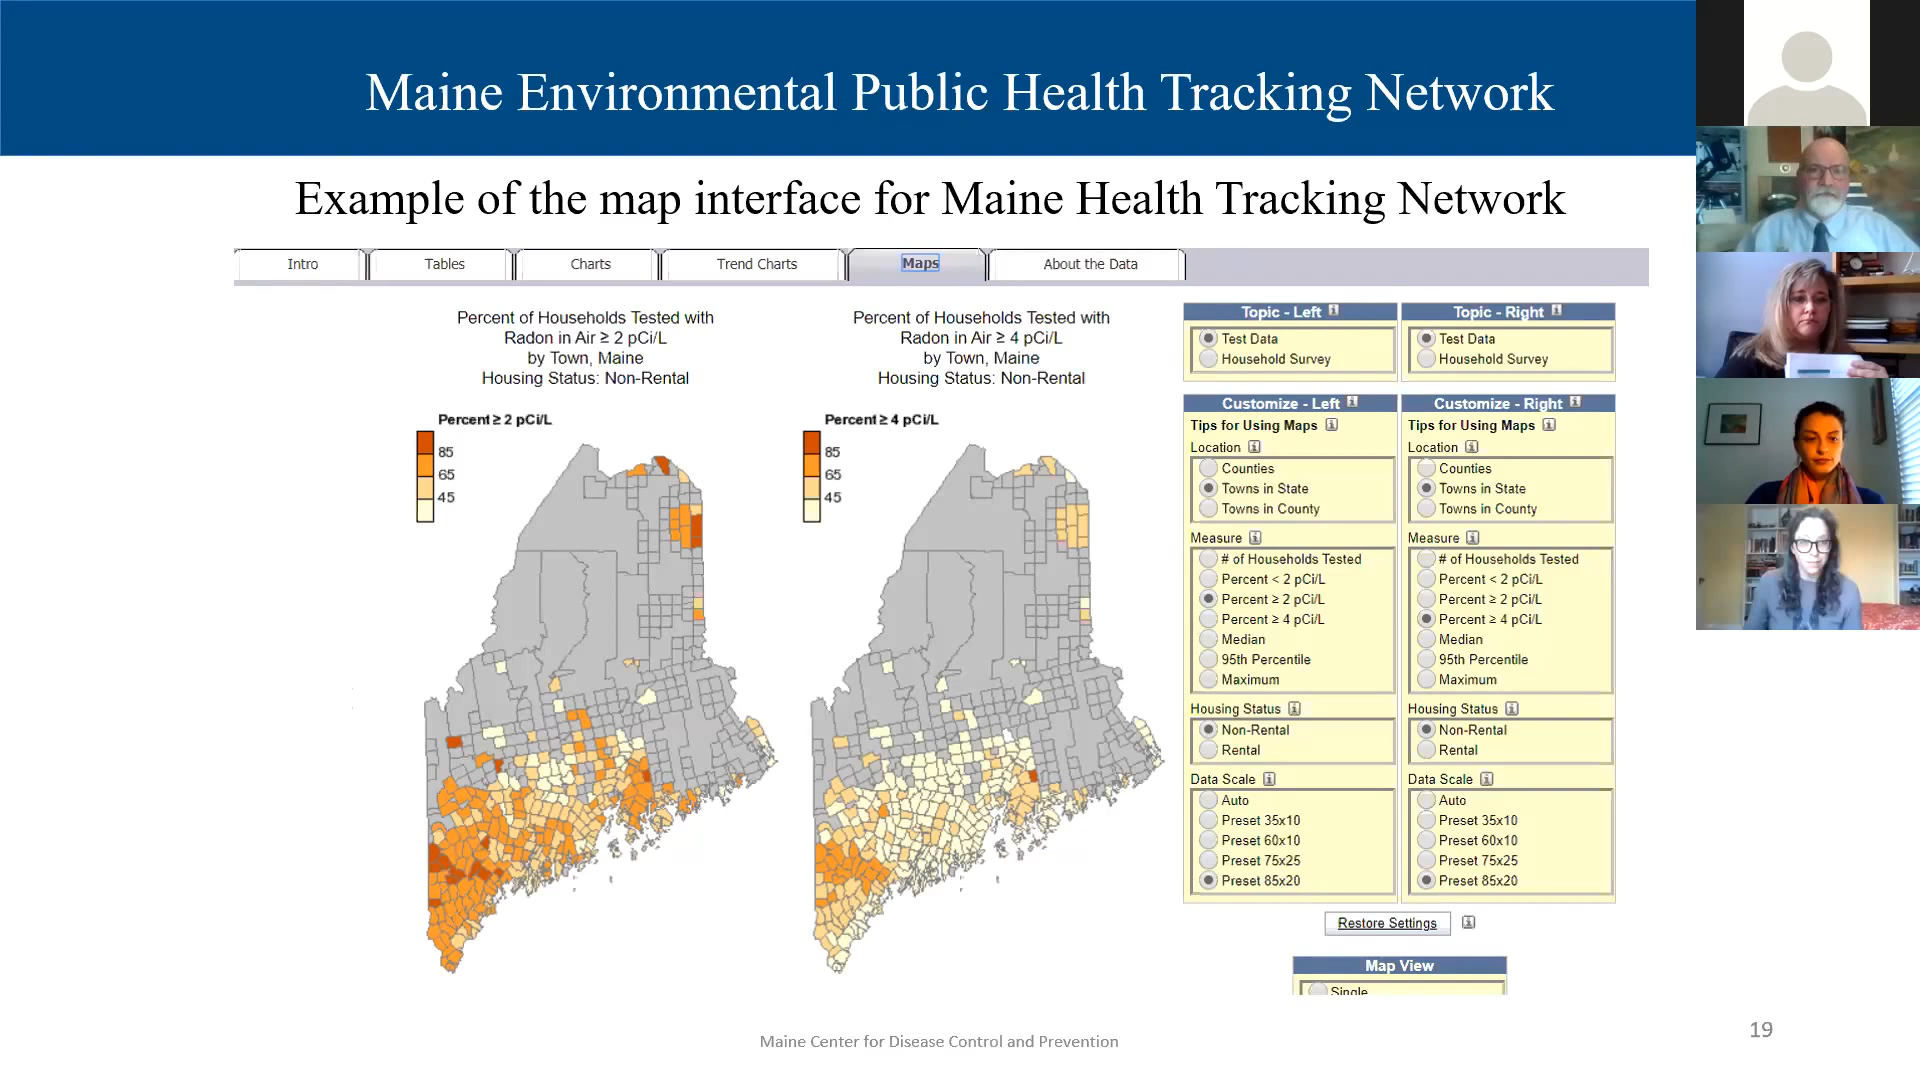 Maine Environmental Public Health Tracking Network
Example of the map interface for Maine Health Tracking Network
Intro
Tables
Charts
Trend Charts
Maps
About the Data
Percent of Households Tested with
Radon in Air ≥ 2 pCi/L
by Town, Maine
Housing Status: Non-Rental
Percent ≥ 2 pCi/L
85
65
45
Percent of Households Tested with
Radon in Air ≥ 4 pCi/L
by Town, Maine
Housing Status: Non-Rental
Percent ≥ 4 pCi/L
85
65
45
Topic - Left
Test Data
Household Survey
Topic - Right
Test Data
Household Survey
Customize - Left
Tips for Using Maps
Location
Counties
Towns in State
Towns in County
Measure
# of Households Tested
Percent < 2 pCi/L
Percent ≥ 2 pCi/L
Percent ≥ 4 pCi/L
Median
95th Percentile
Maximum
Housing Status
Non-Rental
Rental
Data Scale
Auto
Preset 35x10
Preset 60x10
Preset 75x25
Preset 85x20
Customize - Right
Tips for Using Maps
Location
Counties
Towns in State
Towns in County
Measure
# of Households Tested
Percent < 2 pCi/L
Percent ≥ 2 pCi/L
Percent ≥ 4 pCi/L
Median
95th Percentile
Maximum
Housing Status
Non-Rental
Rental
Data Scale
Auto
Preset 35x10
Preset 60x10
Preset 75x25
Preset 85x20
Restore Settings
Map View
Single
Maine Center for Disease Control and Prevention
19